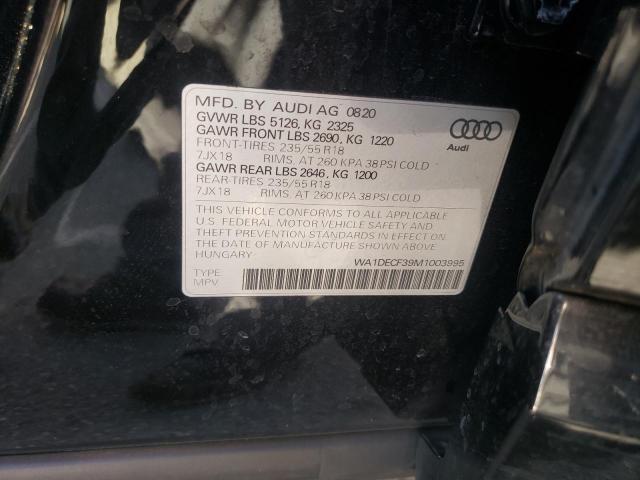 MFD. BY AUDI AG 08/20
GVWR LBS 5126, KG 2325
GAWR FRONT LBS 2690, KG 1220
FRONT-TIRES 235/55 R18
7JX18 RIMS. AT 260 KPA 38 PSI COLD
GAWR REAR LBS 2646, KG 1200
REAR-TIRES 235/55 R18
7JX18 RIMS. AT 260 KPA 38 PSI COLD
THIS VEHICLE CONFORMS TO ALL APPLICABLE
U.S. FEDERAL MOTOR VEHICLE SAFETY AND
THEFT PREVENTION STANDARDS IN EFFECT ON
THE DATE OF MANUFACTURE SHOWN ABOVE
HUNGARY
WA1DECF39M1003995
TYPE:
MPV
Audi